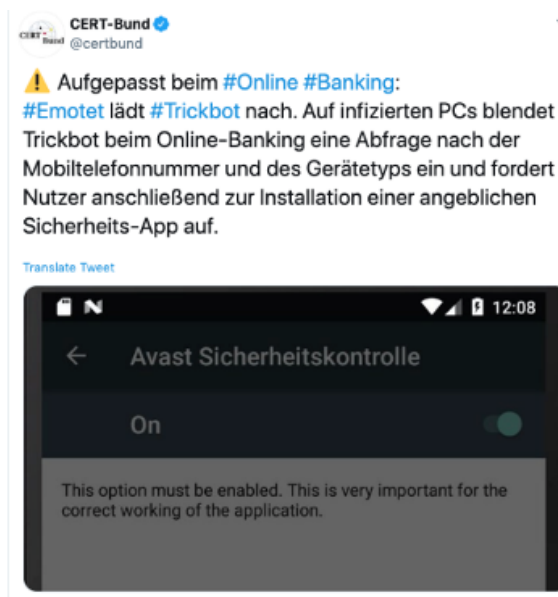 CERT-Bund
@certbund
CERT
Bund
⚠️ Aufgepasst beim #Online #Banking:
#Emotet lädt #Trickbot nach. Auf infizierten PCs blendet
Trickbot beim Online-Banking eine Abfrage nach der
Mobiltelefonnummer und des Gerätetyps ein und fordert
Nutzer anschließend zur Installation einer angeblichen
Sicherheits-App auf.
Translate Tweet
12:08
Avast Sicherheitskontrolle
On
This option must be enabled. This is very important for the
correct working of the application.